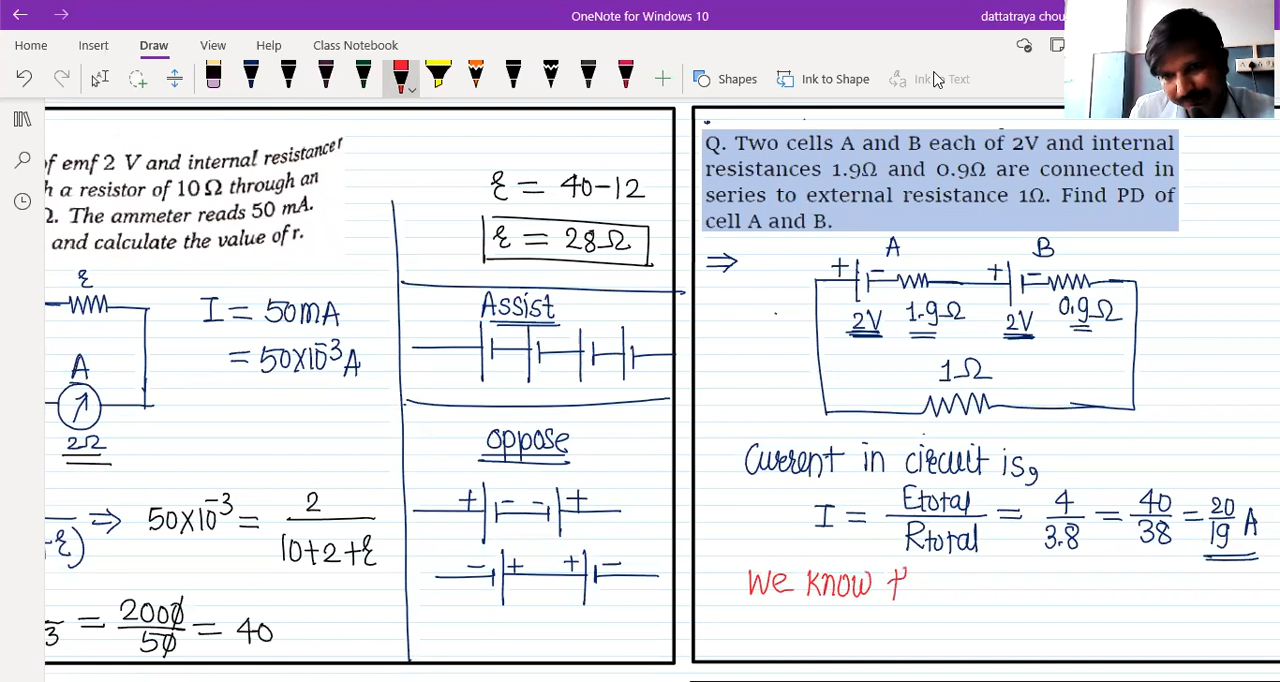 OneNote for Windows 10
dattatraya chou
Home Insert Draw View Help Class Notebook
Shapes Ink to Shape Ink to Text
of emf 2 V and internal resistance r
h a resistor of 10 Ω through an
Ω. The ammeter reads 50 mA.
and calculate the value of r.
r
A
2Ω
I = 50mA
= 50×10⁻³A
⇒ 50×10⁻³ = 2 / 10+2+r
= 2000 / 50 = 40
r = 40-12
r = 28Ω
Assist
oppose
+ - - +
- + + -
Q. Two cells A and B each of 2V and internal
resistances 1.9Ω and 0.9Ω are connected in
series to external resistance 1Ω. Find PD of
cell A and B.
⇒
A B
+ - + -
2V 1.9Ω 2V 0.9Ω
1Ω
Current in circuit is,
I = Etotal / Rtotal = 4 / 3.8 = 40 / 38 = 20 / 19 A
We know t